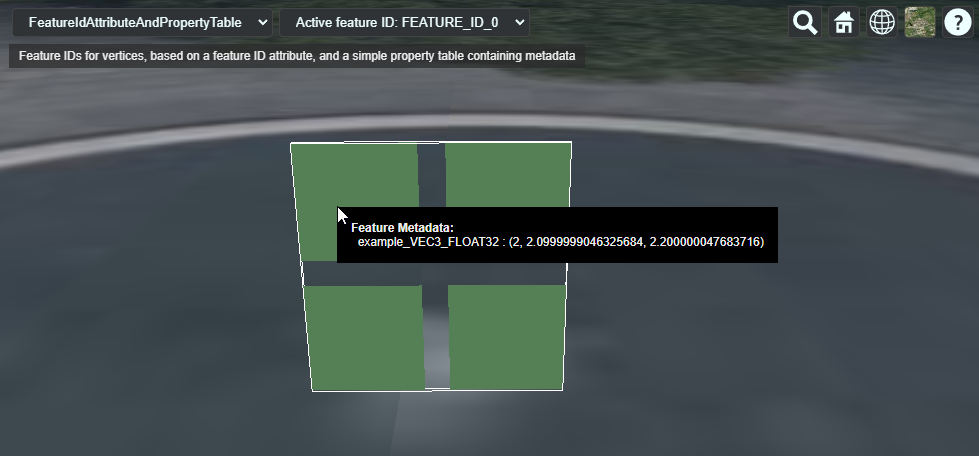 FeatureIdAttributeAndPropertyTable
Active feature ID: FEATURE_ID_0
?
Feature IDs for vertices, based on a feature ID attribute, and a simple property table containing metadata
Feature Metadata:
example_VEC3_FLOAT32 : (2, 2.0999999046325684, 2.200000047683716)